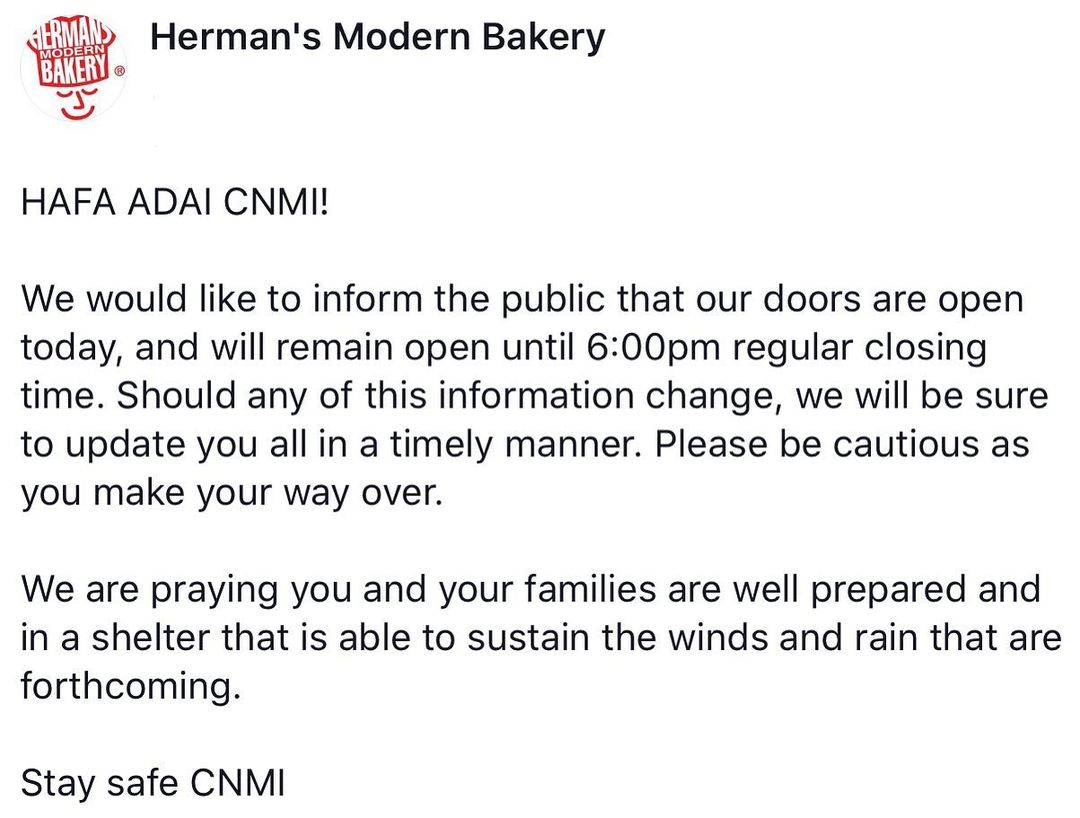 HERMAN'S
MODERN
BAKERY ®
Herman's Modern Bakery
HAFA ADAI CNMI!
We would like to inform the public that our doors are open
today, and will remain open until 6:00pm regular closing
time. Should any of this information change, we will be sure
to update you all in a timely manner. Please be cautious as
you make your way over.
We are praying you and your families are well prepared and
in a shelter that is able to sustain the winds and rain that are
forthcoming.
Stay safe CNMI